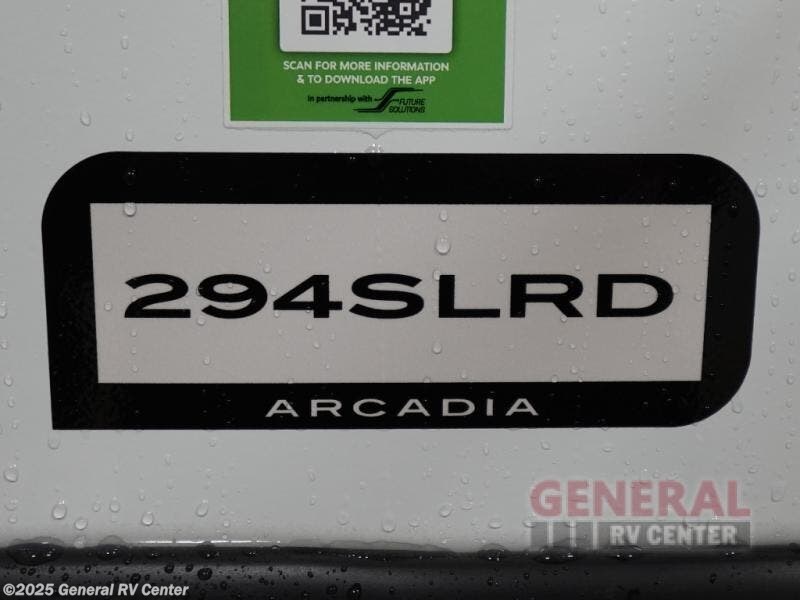 SCAN FOR MORE INFORMATION
& TO DOWNLOAD THE APP
in partnership with FUTURE SOLUTIONS
294SLRD
ARCADIA
GENERAL
RV CENTER
©2025 General RV Center